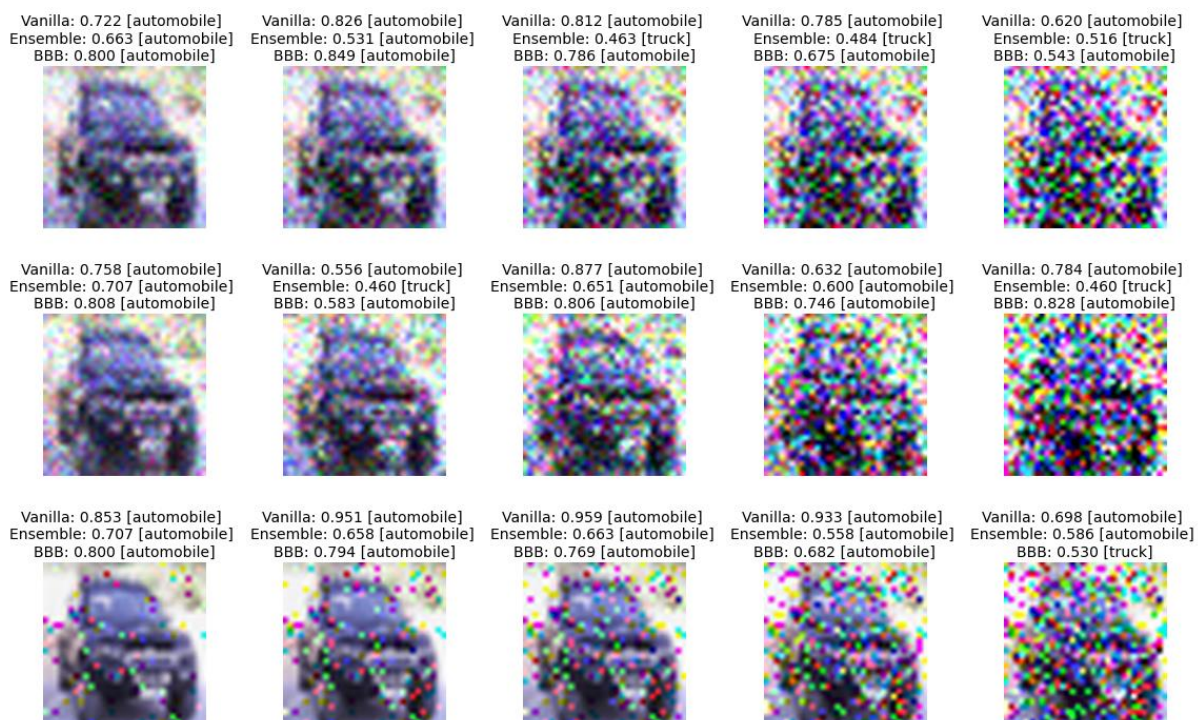 Vanilla: 0.722 [automobile]
Ensemble: 0.663 [automobile]
BBB: 0.800 [automobile]
Vanilla: 0.826 [automobile]
Ensemble: 0.531 [automobile]
BBB: 0.849 [automobile]
Vanilla: 0.812 [automobile]
Ensemble: 0.463 [truck]
BBB: 0.786 [automobile]
Vanilla: 0.785 [automobile]
Ensemble: 0.484 [truck]
BBB: 0.675 [automobile]
Vanilla: 0.620 [automobile]
Ensemble: 0.516 [truck]
BBB: 0.543 [automobile]
Vanilla: 0.758 [automobile]
Ensemble: 0.707 [automobile]
BBB: 0.808 [automobile]
Vanilla: 0.556 [automobile]
Ensemble: 0.460 [truck]
BBB: 0.583 [automobile]
Vanilla: 0.877 [automobile]
Ensemble: 0.651 [automobile]
BBB: 0.806 [automobile]
Vanilla: 0.632 [automobile]
Ensemble: 0.600 [automobile]
BBB: 0.746 [automobile]
Vanilla: 0.784 [automobile]
Ensemble: 0.460 [truck]
BBB: 0.828 [automobile]
Vanilla: 0.853 [automobile]
Ensemble: 0.707 [automobile]
BBB: 0.800 [automobile]
Vanilla: 0.951 [automobile]
Ensemble: 0.658 [automobile]
BBB: 0.794 [automobile]
Vanilla: 0.959 [automobile]
Ensemble: 0.663 [automobile]
BBB: 0.769 [automobile]
Vanilla: 0.933 [automobile]
Ensemble: 0.558 [automobile]
BBB: 0.682 [automobile]
Vanilla: 0.698 [automobile]
Ensemble: 0.586 [automobile]
BBB: 0.530 [truck]